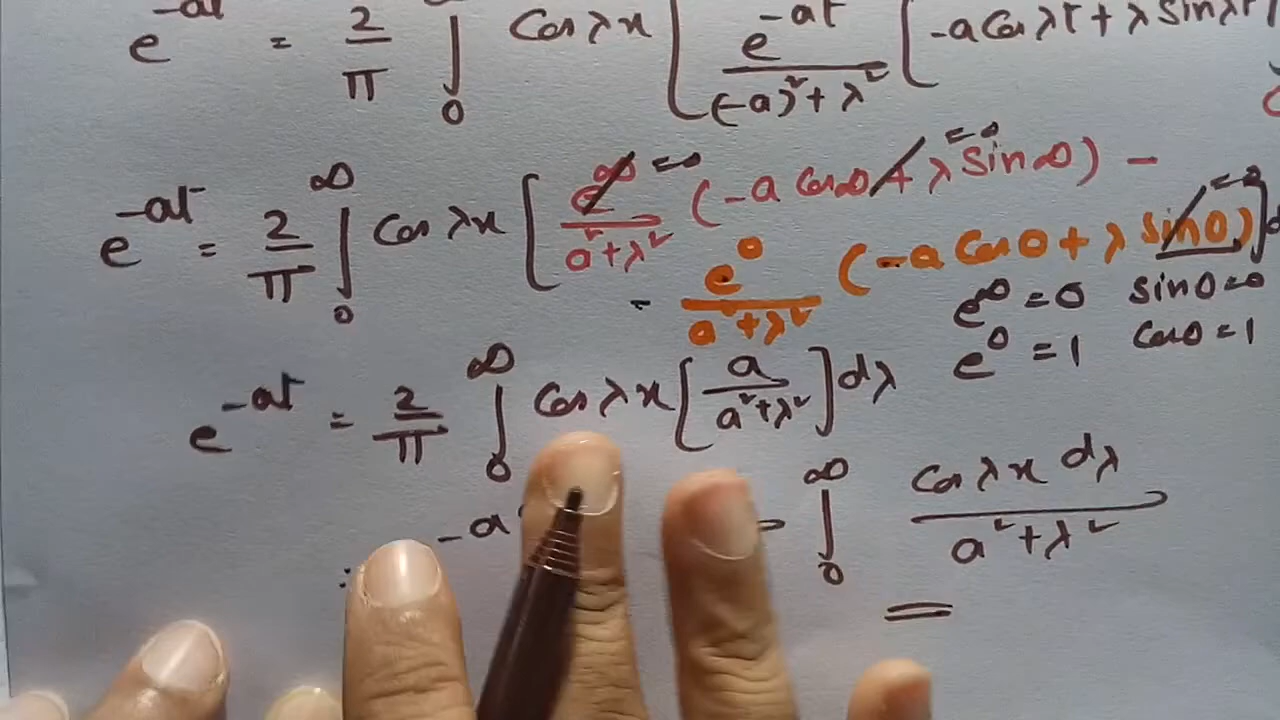 e^{-at} = 2/π ∫_0 cos λx [ e^{-at} / ((-a)² + λ²) [ -a cos λt + λ sin λt
e^{-at} = 2/π ∫_0^∞ cos λx [ e^∞ / (a² + λ²) =0 (-a cos ∞ + λ sin ∞) =0 -
- e^0 / (a² + λ²) (-a cos 0 + λ sin 0) ]
e^∞ = 0 sin 0 = 0
e^0 = 1 cos 0 = 1
e^{-at} = 2/π ∫_0^∞ cos λx [ a / (a² + λ²) ] dλ
-a ∫_0^∞ cos λx dλ / (a² + λ²)